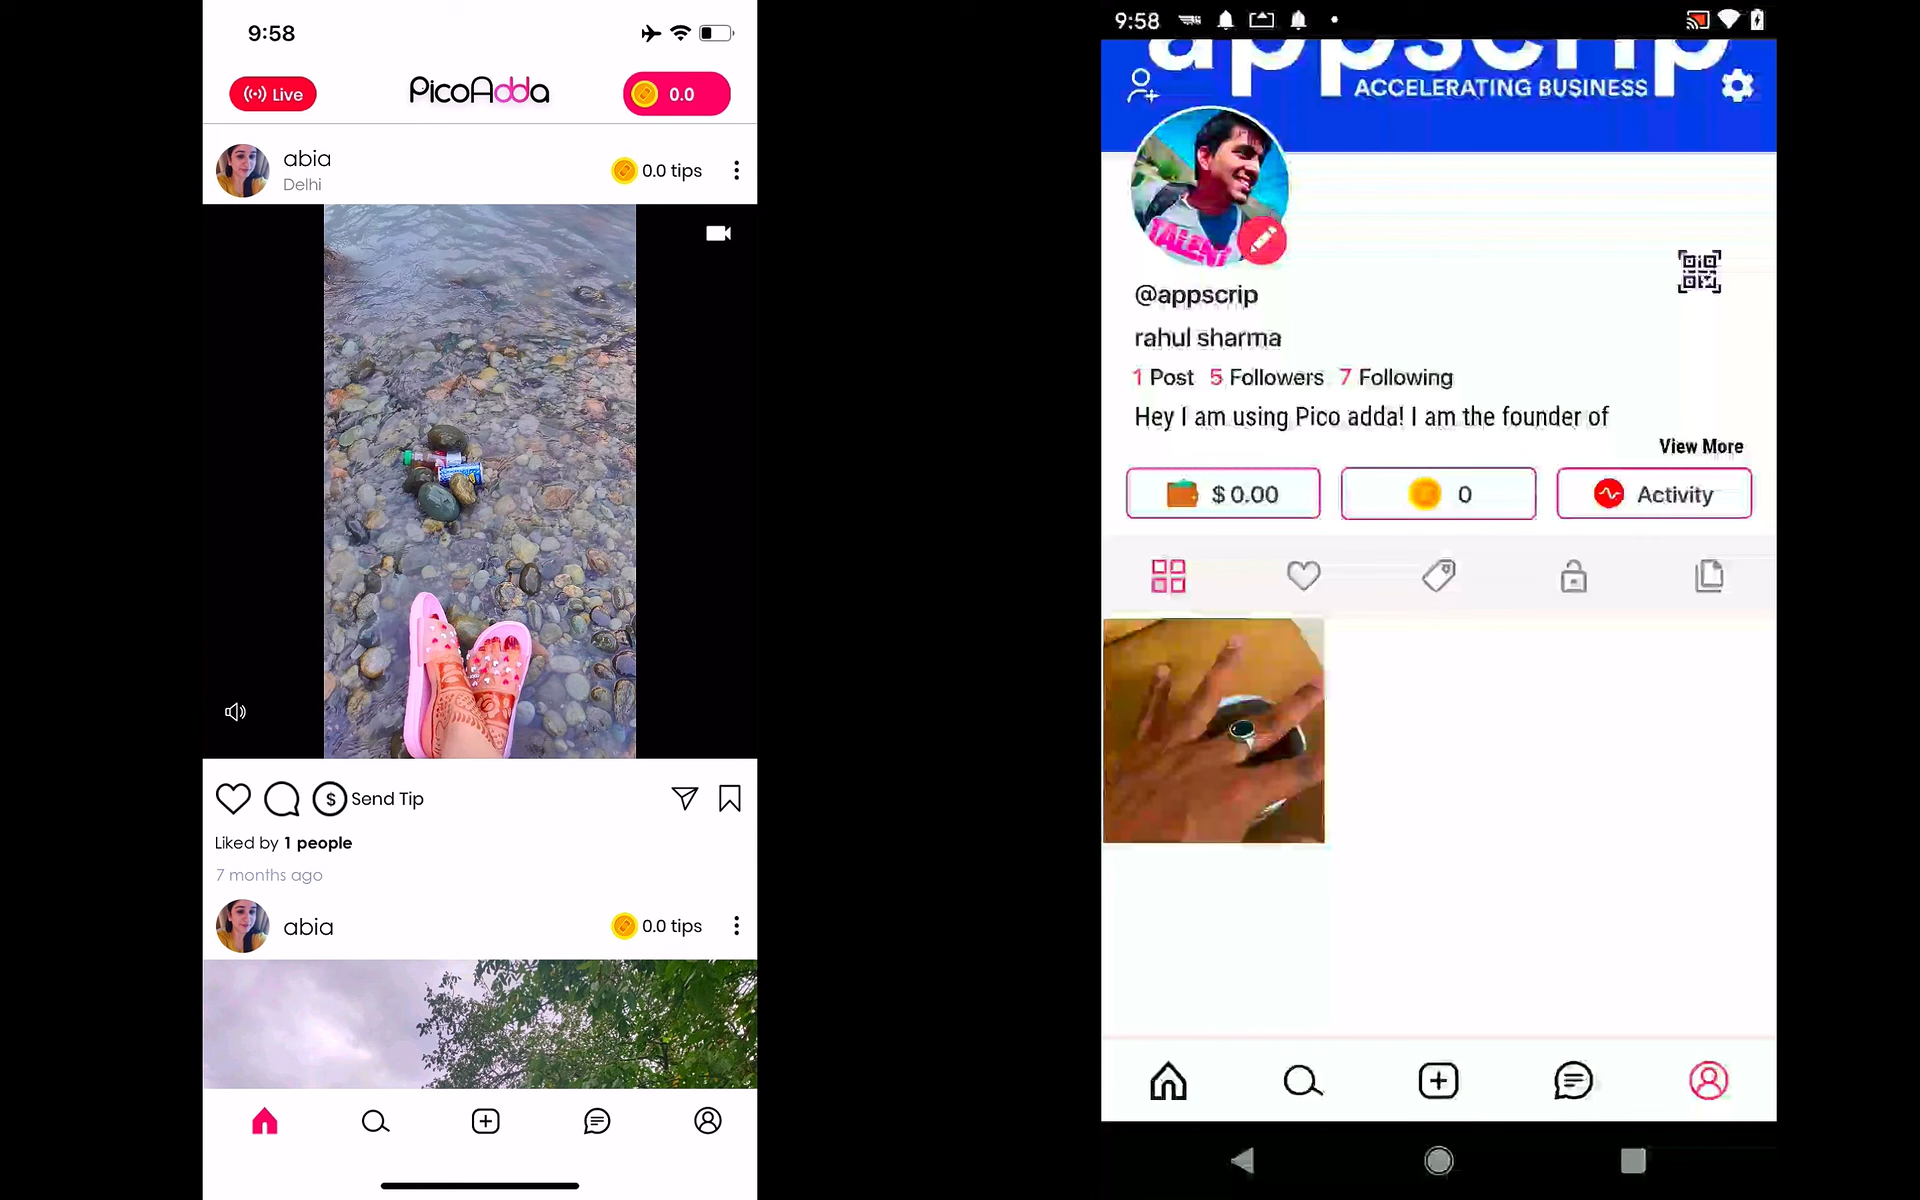 9:58
Live
PicoAdda
0.0
abia
Delhi
0.0 tips
Send Tip
Liked by 1 people
7 months ago
abia
0.0 tips
9:58
appscrip
ACCELERATING BUSINESS
TALENT
@appscrip
rahul sharma
1 Post 5 Followers 7 Following
Hey I am using Pico adda! I am the founder of
View More
$ 0.00
0
Activity